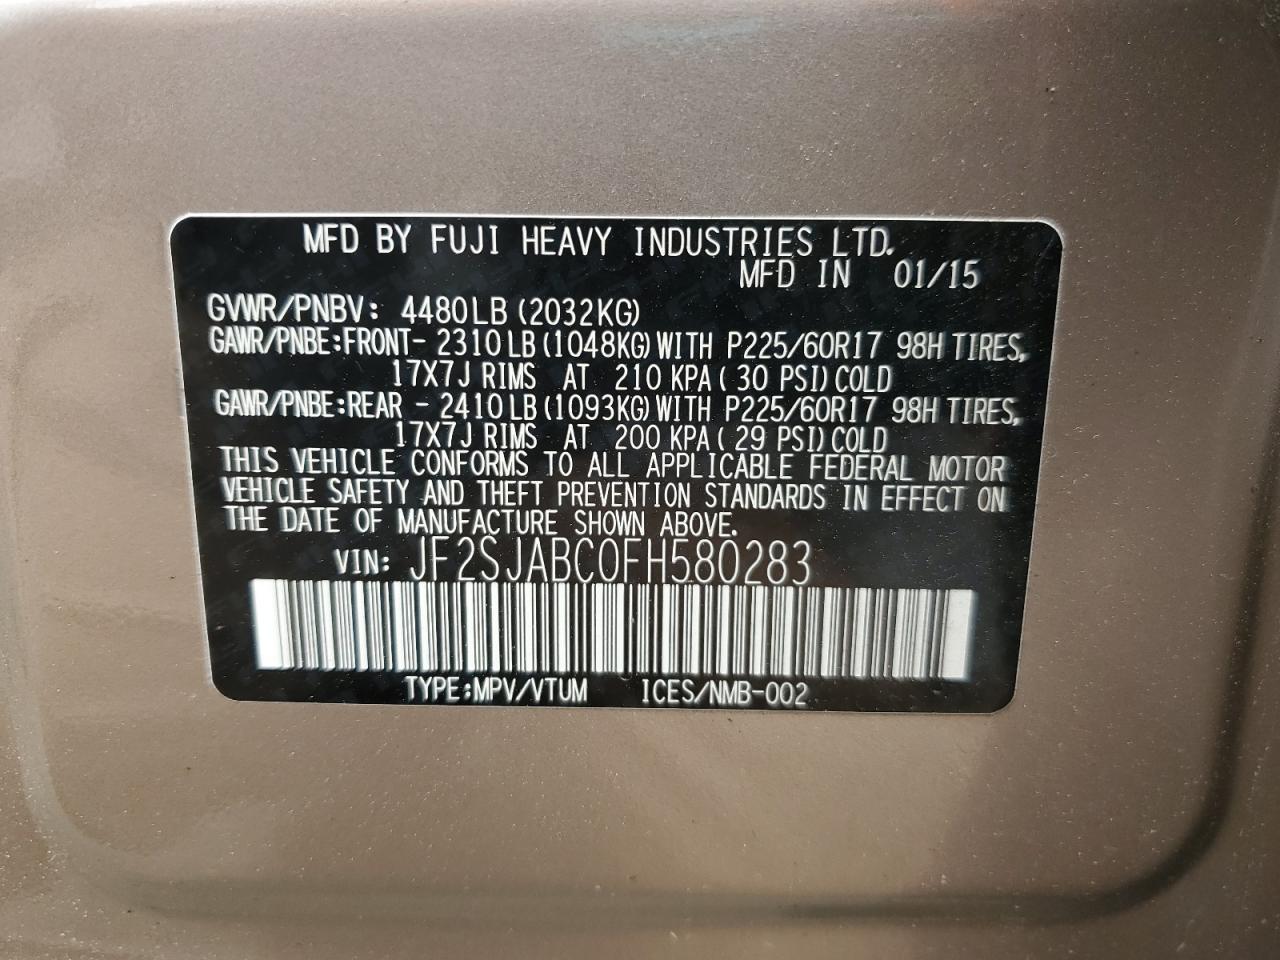 MFD BY FUJI HEAVY INDUSTRIES LTD.
MFD IN 01/15
GVWR/PNBV: 4480LB (2032KG)
GAWR/PNBE:FRONT- 2310LB (1048KG) WITH P225/60R17 98H TIRES,
17X7J RIMS AT 210 KPA ( 30 PSI) COLD
GAWR/PNBE:REAR - 2410LB (1093KG) WITH P225/60R17 98H TIRES,
17X7J RIMS AT 200 KPA ( 29 PSI) COLD
THIS VEHICLE CONFORMS TO ALL APPLICABLE FEDERAL MOTOR
VEHICLE SAFETY AND THEFT PREVENTION STANDARDS IN EFFECT ON
THE DATE OF MANUFACTURE SHOWN ABOVE.
VIN: JF2SJABC0FH580283
TYPE:MPV/VTUM ICES/NMB-002